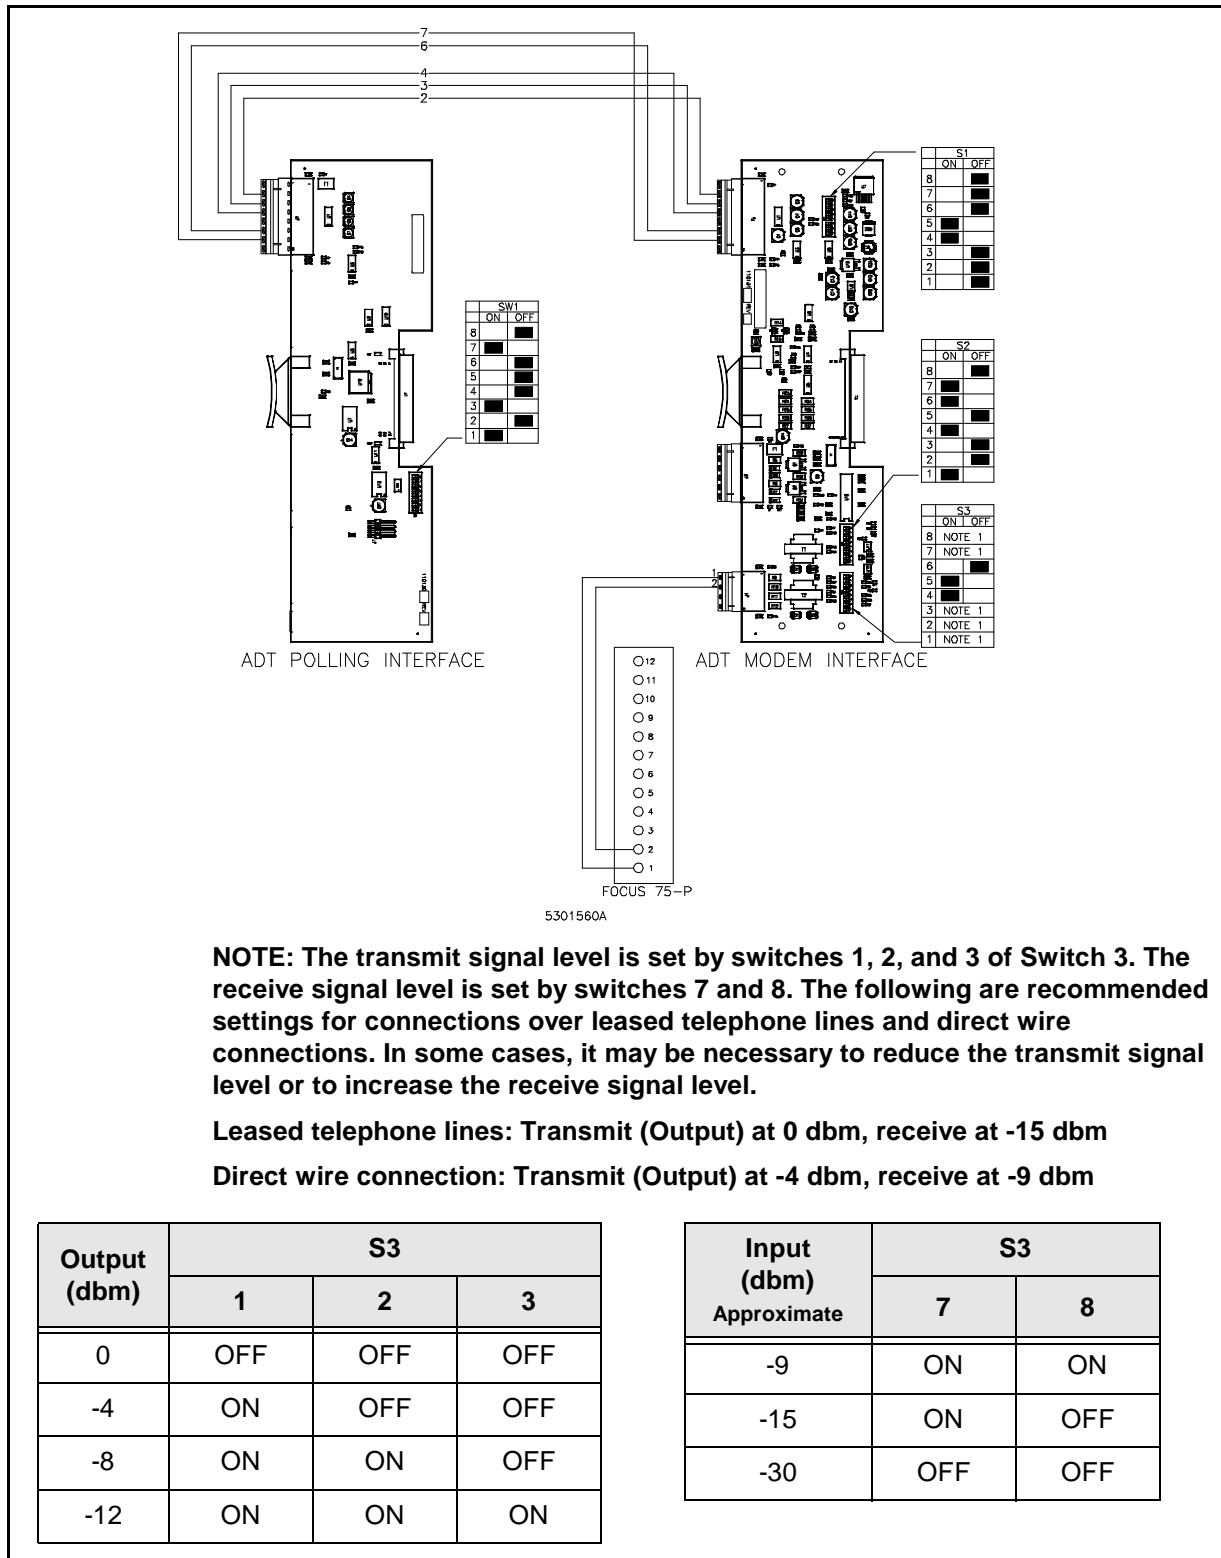 7
6
4
3
2
S1
ON OFF
8
7
6
5
4
3
2
1
SW1
ON OFF
8
7
6
5
4
3
2
1
S2
ON OFF
8
7
6
5
4
3
2
1
S3
ON OFF
8 NOTE 1
7 NOTE 1
6
5
4
3 NOTE 1
2 NOTE 1
1 NOTE 1
1
2
ADT POLLING INTERFACE
ADT MODEM INTERFACE
12
11
10
9
8
7
6
5
4
3
2
1
FOCUS 75-P
5301560A
NOTE: The transmit signal level is set by switches 1, 2, and 3 of Switch 3. The
receive signal level is set by switches 7 and 8. The following are recommended
settings for connections over leased telephone lines and direct wire
connections. In some cases, it may be necessary to reduce the transmit signal
level or to increase the receive signal level.
Leased telephone lines: Transmit (Output) at 0 dbm, receive at -15 dbm
Direct wire connection: Transmit (Output) at -4 dbm, receive at -9 dbm
Output (dbm) S3
1 2 3
0 OFF OFF OFF
-4 ON OFF OFF
-8 ON ON OFF
-12 ON ON ON
Input (dbm) Approximate S3
7 8
-9 ON ON
-15 ON OFF
-30 OFF OFF